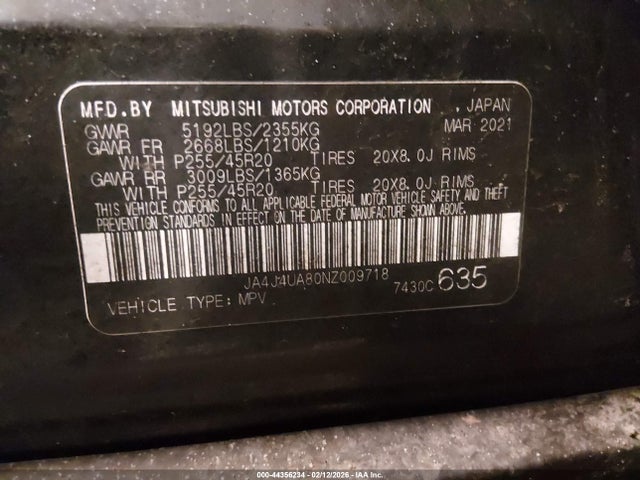 MFD.BY MITSUBISHI MOTORS CORPORATION , JAPAN
GVWR 5192LBS/2355KG MAR 2021
GAWR FR 2668LBS/1210KG
WITH P255/45R20 TIRES 20X8.0J RIMS
GAWR RR 3009LBS/1365KG
WITH P255/45R20 TIRES 20X8.0J RIMS
THIS VEHICLE CONFORMS TO ALL APPLICABLE FEDERAL MOTOR VEHICLE SAFETY AND THEFT
PREVENTION STANDARDS IN EFFECT ON THE DATE OF MANUFACTURE SHOWN ABOVE.
JA4J4UA80NZ009718
7430C 635
VEHICLE TYPE: MPV
000-44356234 - 02/12/2026 - IAA Inc.